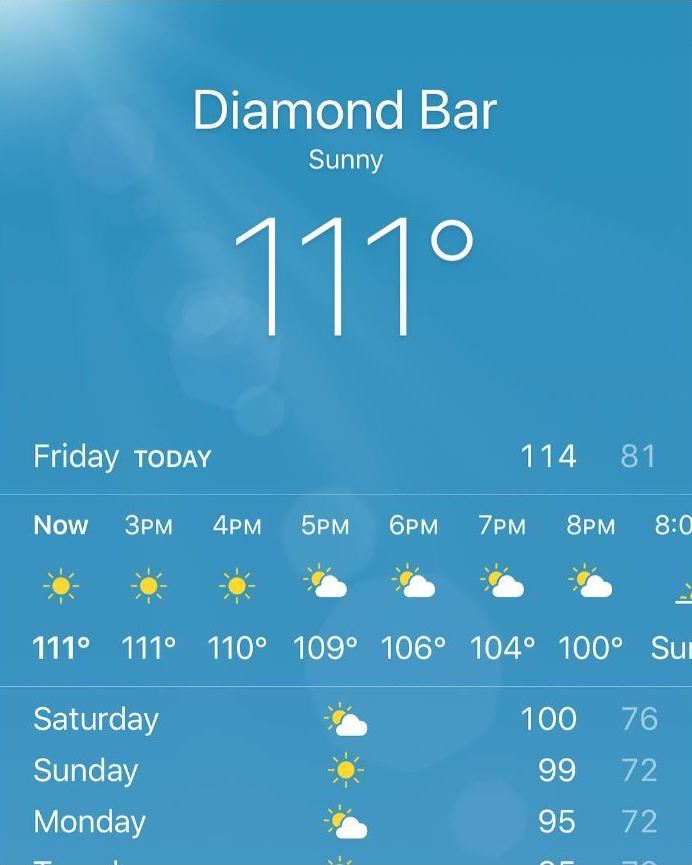 Diamond Bar
Sunny
111°
Friday TODAY 114 81
Now 3PM 4PM 5PM 6PM 7PM 8PM 8:0
111° 111° 110° 109° 106° 104° 100° Su
Saturday 100 76
Sunday 99 72
Monday 95 72